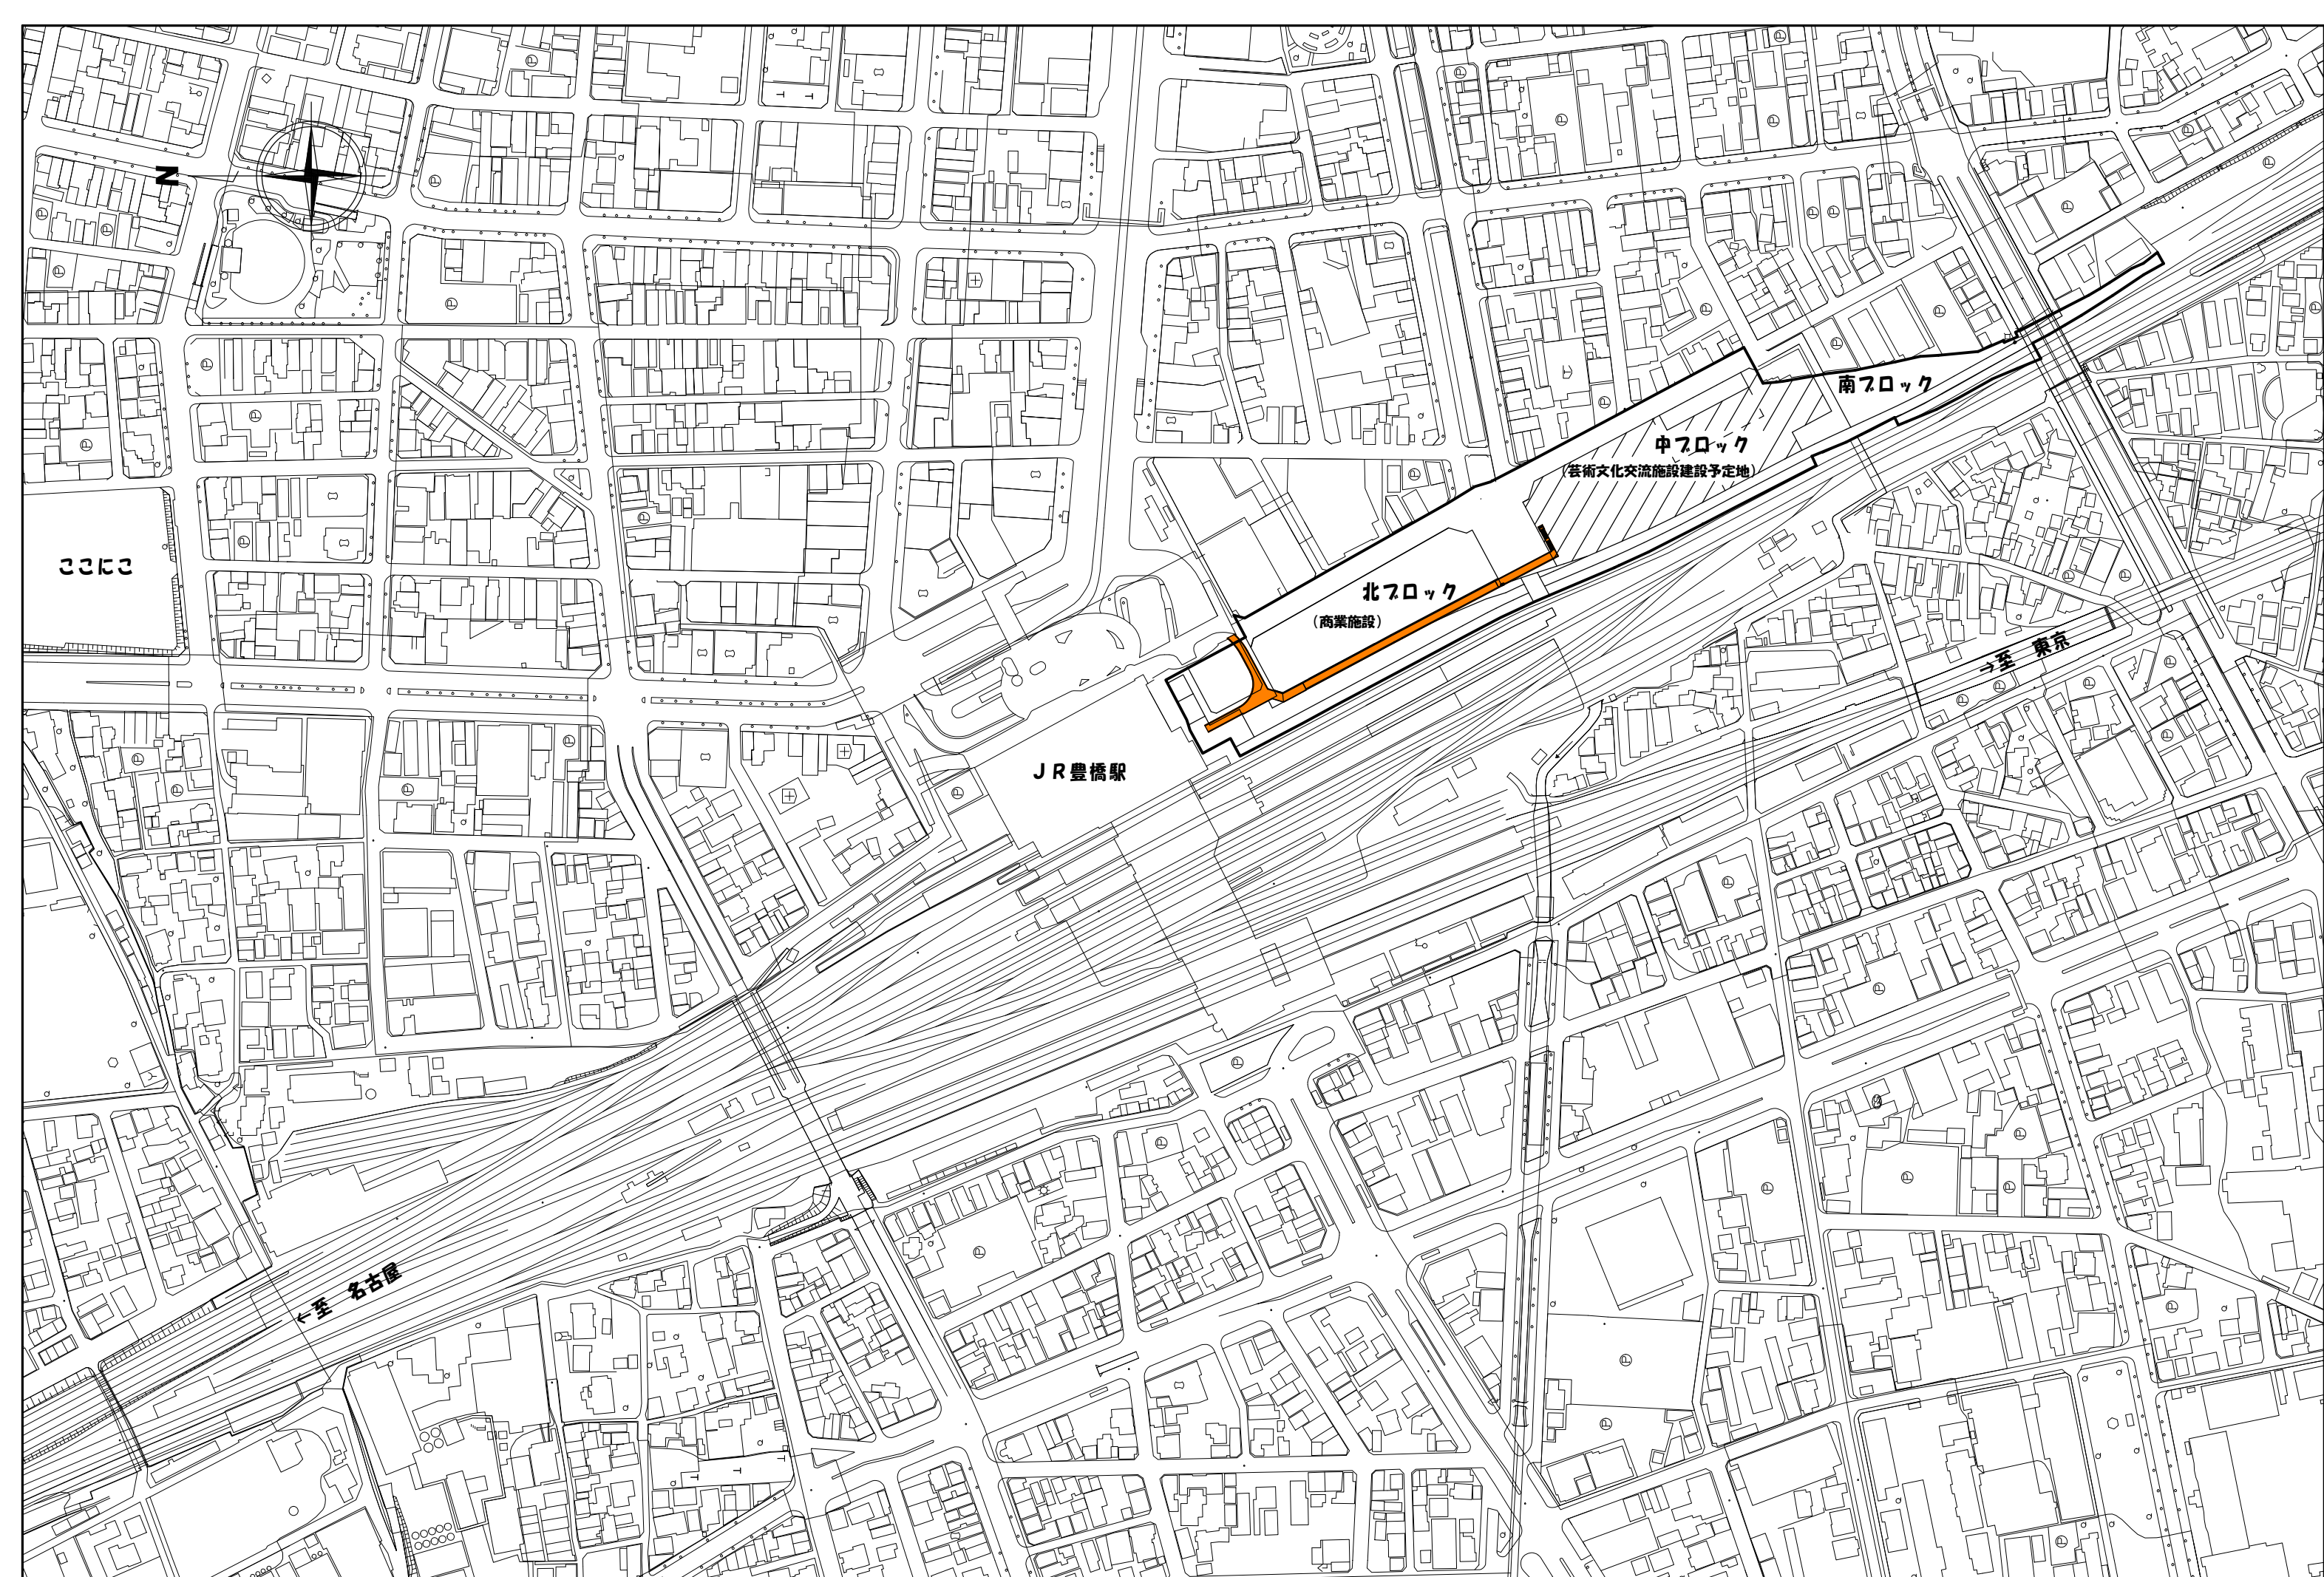 N
南ブロック
中ブロック
(芸術文化交流施設建設予定地)
ここにこ
北ブロック
(商業施設)
→至 東京
JR豊橋駅
←至 名古屋